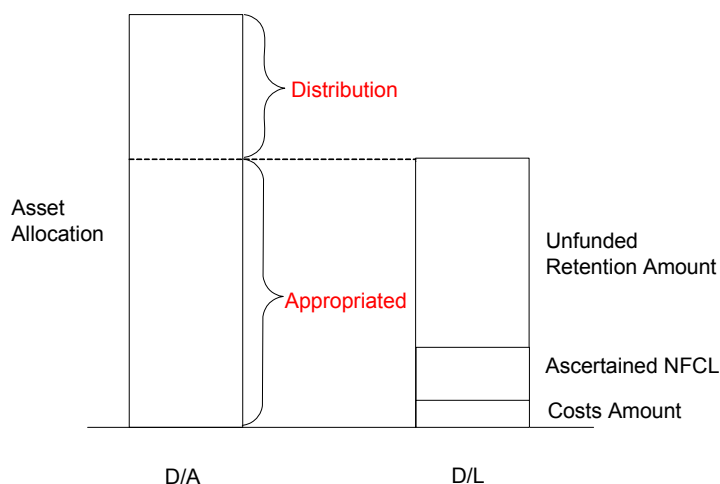 Distribution
Asset
Allocation
Unfunded
Retention Amount
Appropriated
Ascertained NFCL
Costs Amount
D/A
D/L